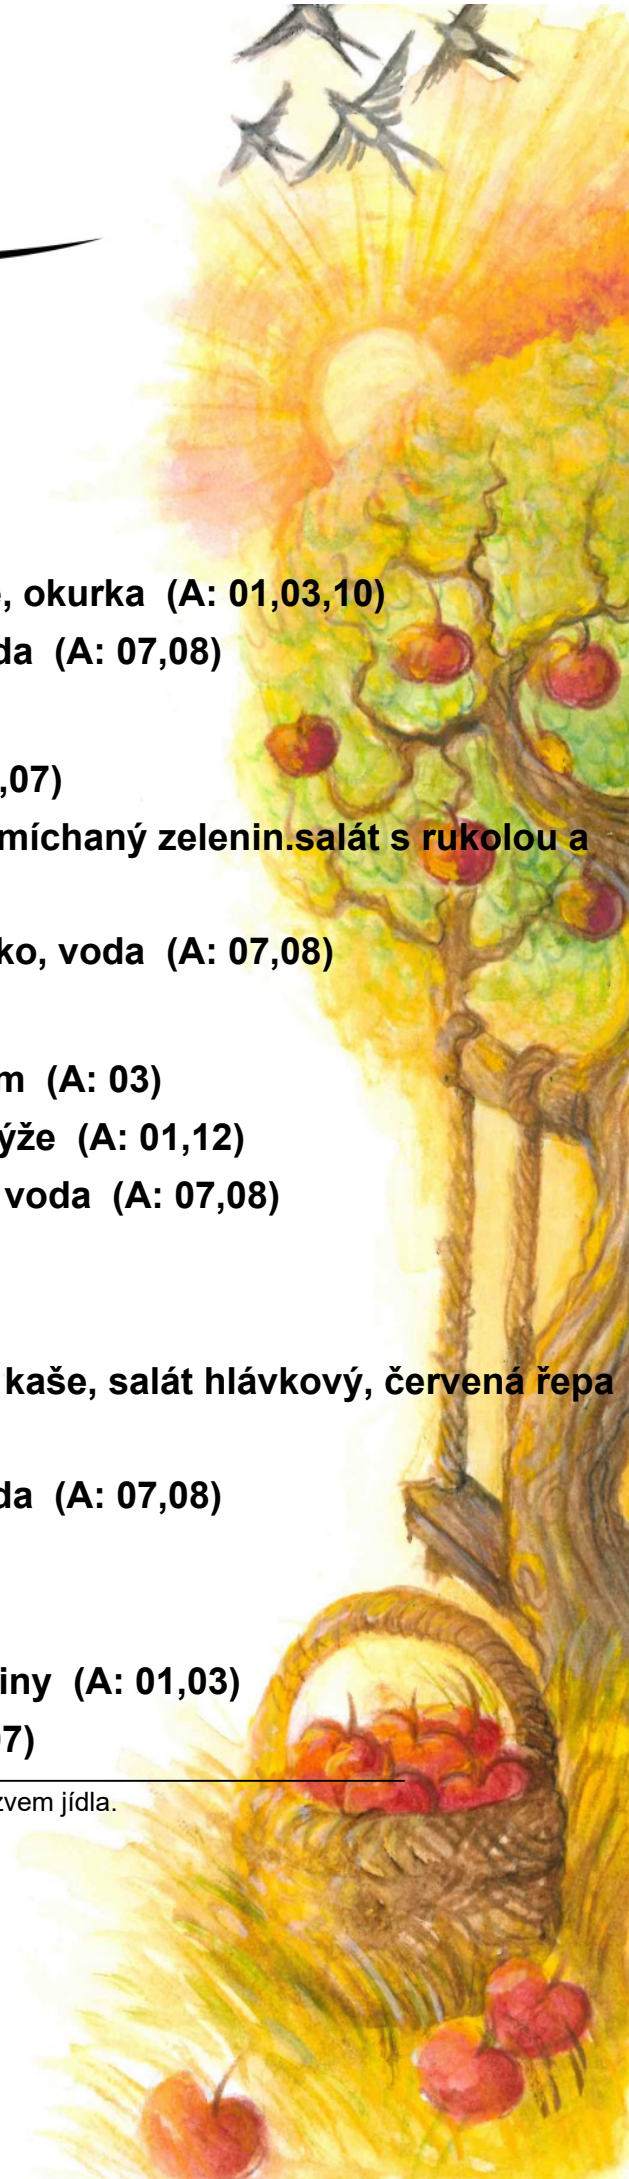 , okurka (A: 01,03,10)
da (A: 07,08)
,07)
míchaný zelenin.salát s rukolou a
ko, voda (A: 07,08)
m (A: 03)
ýže (A: 01,12)
voda (A: 07,08)
kaše, salát hlávkový, červená řepa
da (A: 07,08)
iny (A: 01,03)
7)
zvem jídla.